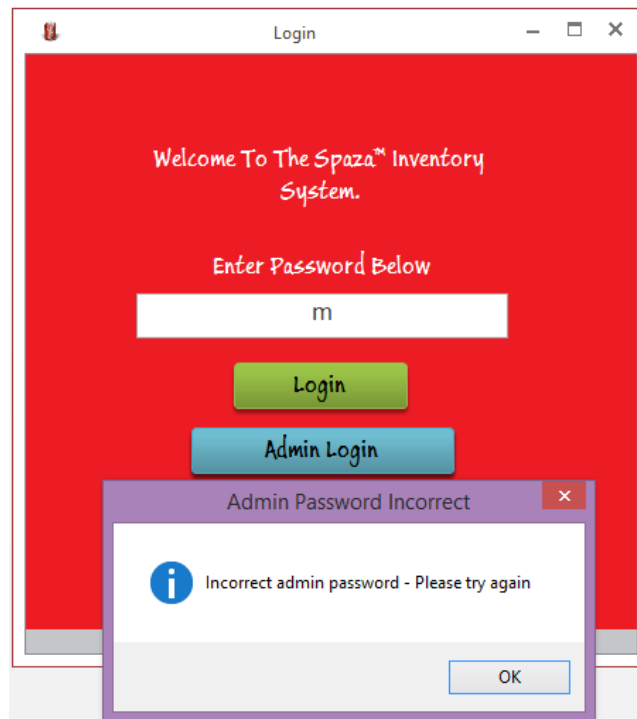 Login
Welcome To The Spaza™ Inventory
System.
Enter Password Below
m
Login
Admin Login
Admin Password Incorrect
Incorrect admin password - Please try again
OK